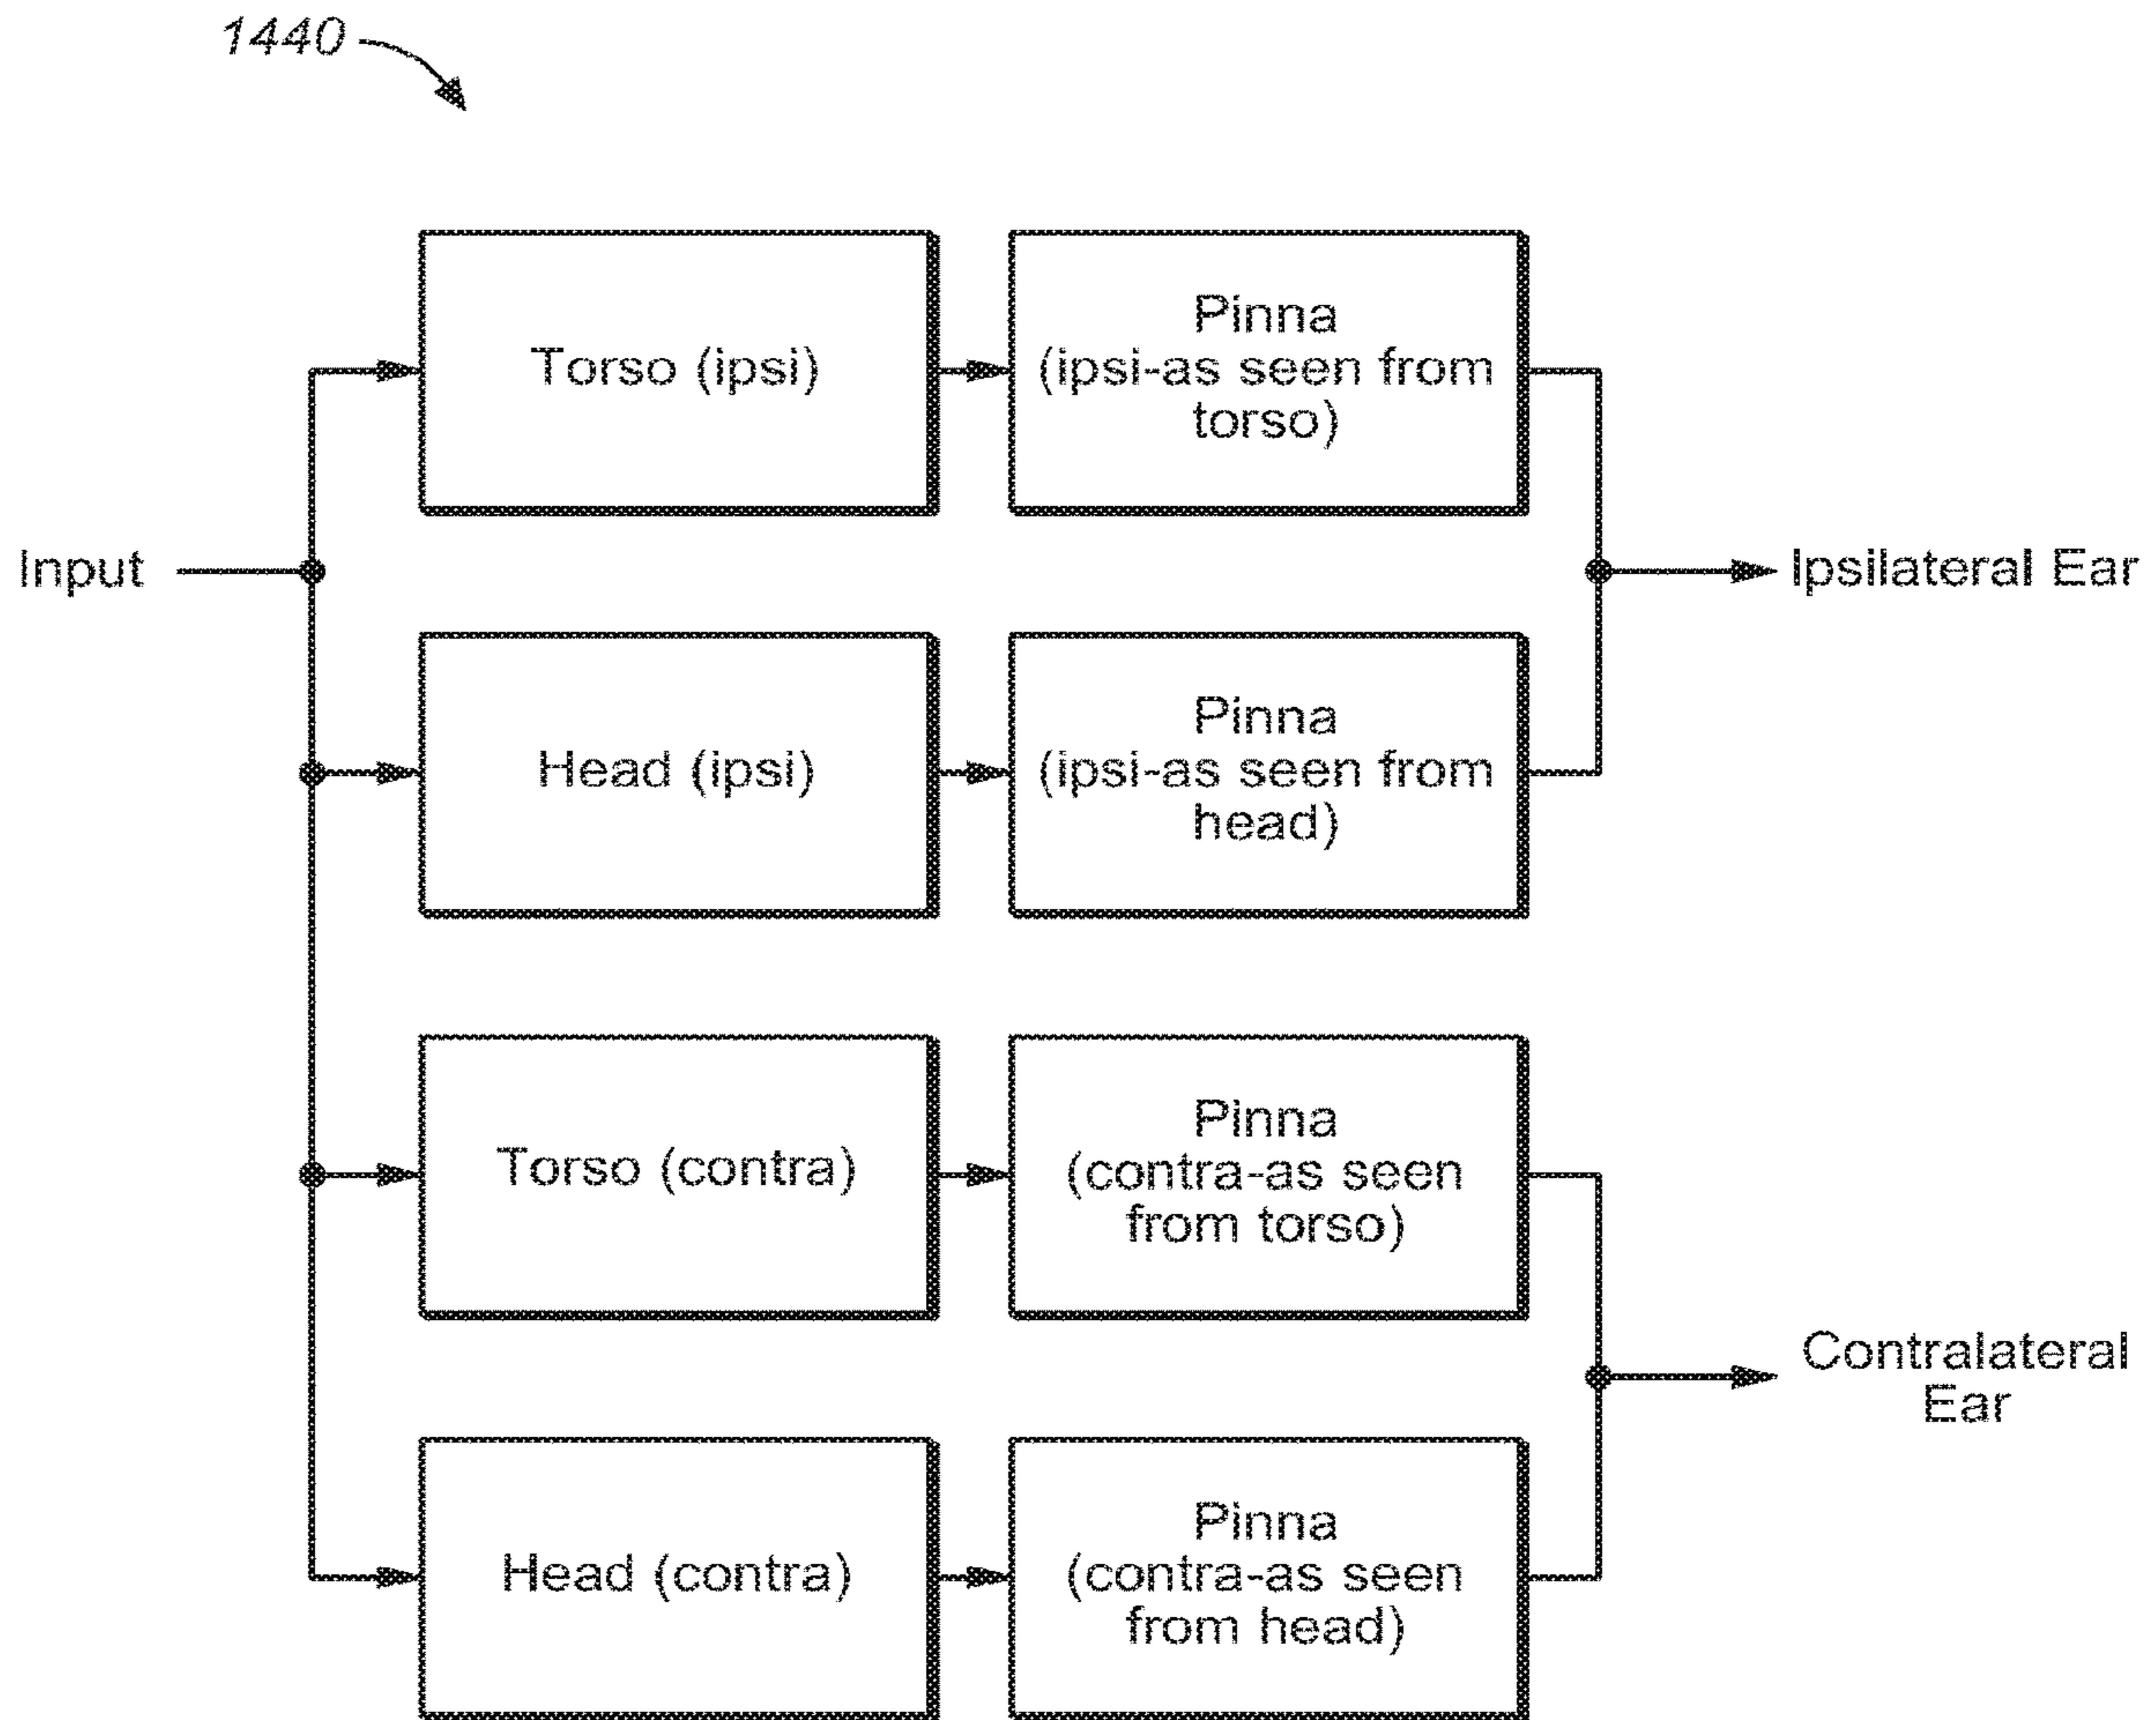 1440
Torso (ipsi)
Pinna
(ipsi-as seen from
torso)
Input
Ipsilateral Ear
Head (ipsi)
Pinna
(ipsi-as seen from
head)
Torso (contra)
Pinna
(contra-as seen
from torso)
Contralateral
Ear
Head (contra)
Pinna
(contra-as seen
from head)